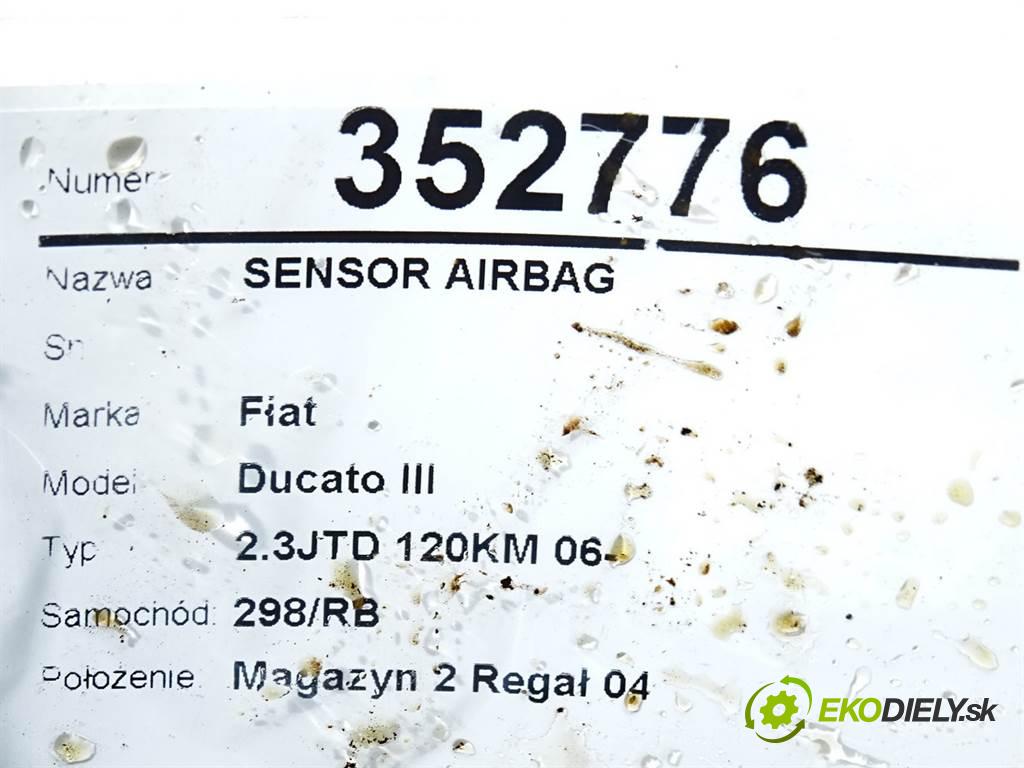 Numer 352776
Nazwa SENSOR AIRBAG
Sn
Marka Fiat
Model Ducato III
Typ 2.3JTD 120KM 06-
Samochód: 298/RB
Położenie Magazyn 2 Regał 04
EKODIELY.sk